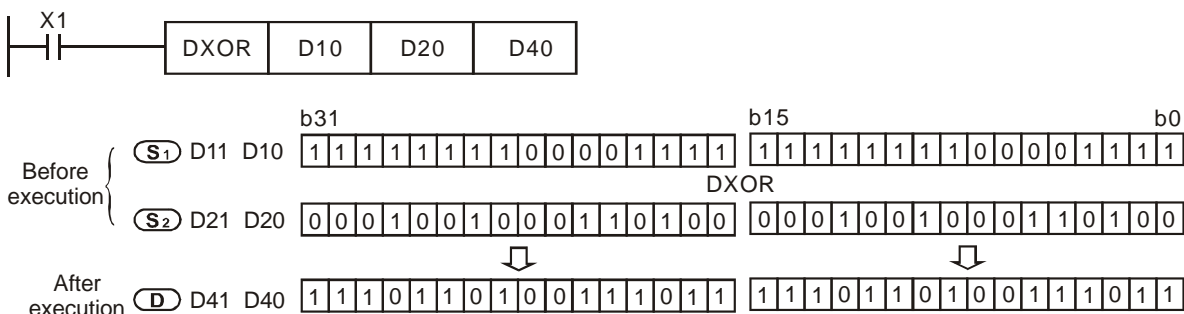 X1
DXOR D10 D20 D40
b31 b15 b0
S1 D11 D10 1 1 1 1 1 1 1 1 0 0 0 0 1 1 1 1 1 1 1 1 1 1 1 1 0 0 0 0 1 1 1 1
Before
execution
DXOR
S2 D21 D20 0 0 0 1 0 0 1 0 0 0 1 1 0 1 0 0 0 0 0 1 0 0 1 0 0 0 1 1 0 1 0 0
After
execution
D D41 D40 1 1 1 0 1 1 0 1 0 0 1 1 1 0 1 1 1 1 1 0 1 1 0 1 0 0 1 1 1 0 1 1